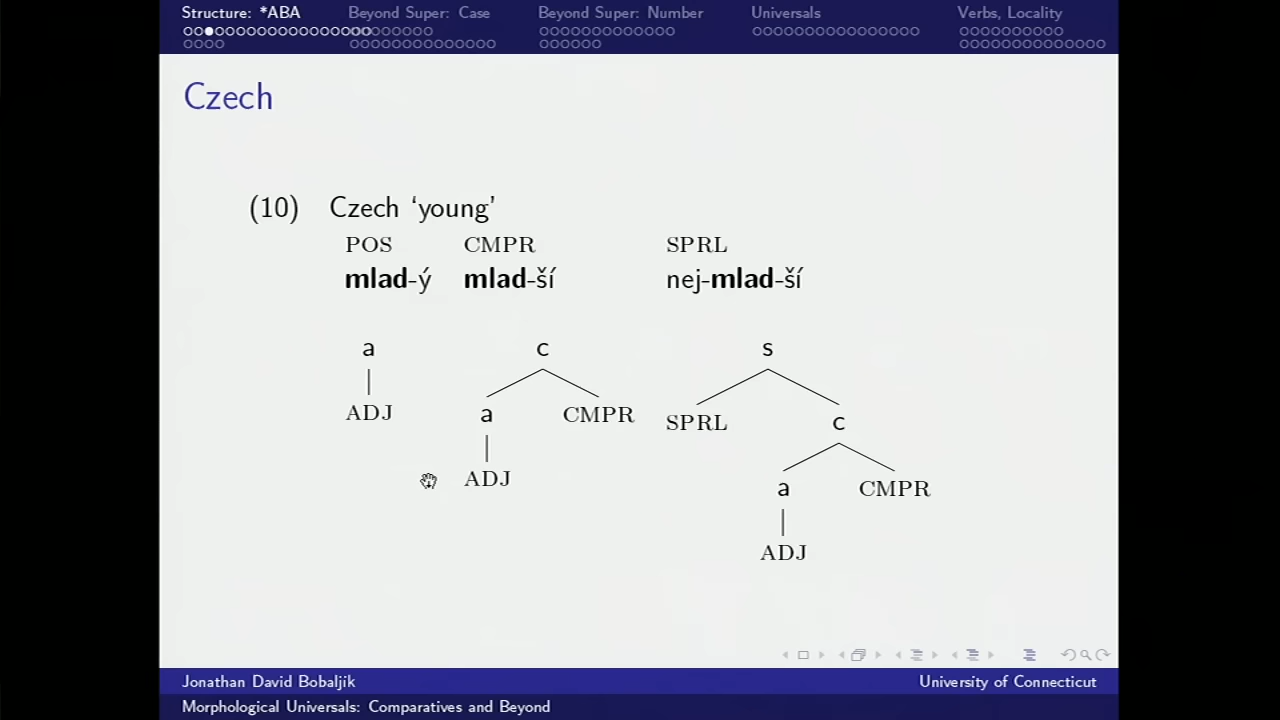 Structure: *ABA Beyond Super: Case Beyond Super: Number Universals Verbs, Locality
Czech
(10) Czech ‘young’
POS CMPR SPRL
mlad-ý mlad-ší nej-mlad-ší
a c s
ADJ a CMPR SPRL c
ADJ a CMPR
ADJ
Jonathan David Bobaljik University of Connecticut
Morphological Universals: Comparatives and Beyond